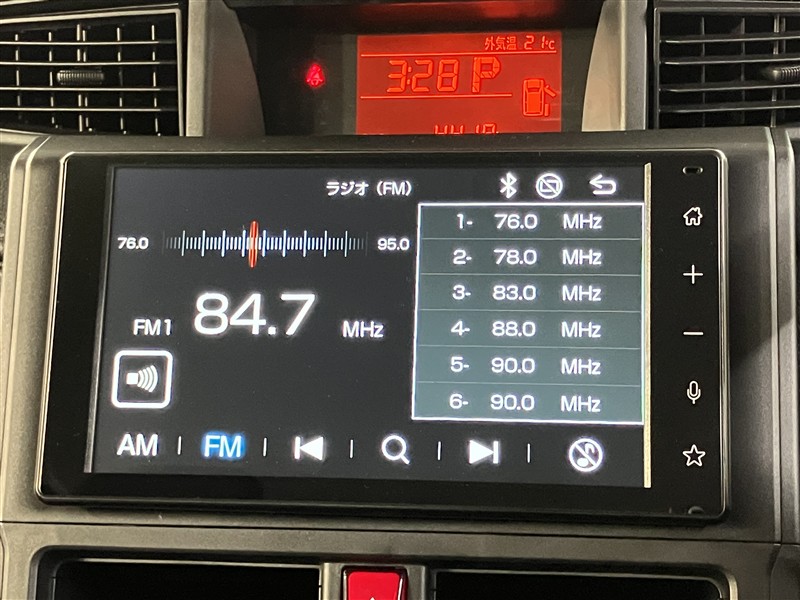 外気温 21℃
3:28 P
ラジオ（FM）
76.0
95.0
FM1 84.7 MHz
1- 76.0 MHz
2- 78.0 MHz
3- 83.0 MHz
4- 88.0 MHz
5- 90.0 MHz
6- 90.0 MHz
AM | FM | | | |